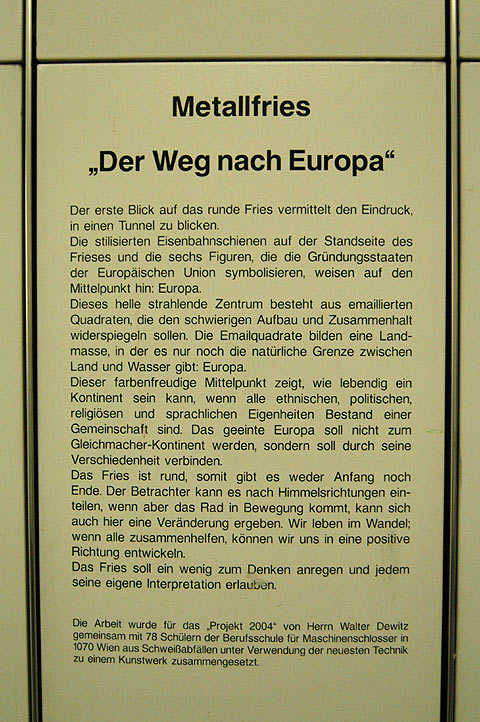 Metallfries
„Der Weg nach Europa“
Der erste Blick auf das runde Fries vermittelt den Eindruck,
in einen Tunnel zu blicken.
Die stilisierten Eisenbahnschienen auf der Standseite des
Frieses und die sechs Figuren, die die Gründungsstaaten
der Europäischen Union symbolisieren, weisen auf den
Mittelpunkt hin: Europa.
Dieses helle strahlende Zentrum besteht aus emaillierten
Quadraten, die den schwierigen Aufbau und Zusammenhalt
widerspiegeln sollen. Die Emailquadrate bilden eine Land-
masse, in der es nur noch die natürliche Grenze zwischen
Land und Wasser gibt: Europa.
Dieser farbenfreudige Mittelpunkt zeigt, wie lebendig ein
Kontinent sein kann, wenn alle ethnischen, politischen,
religiösen und sprachlichen Eigenheiten Bestand einer
Gemeinschaft sind. Das geeinte Europa soll nicht zum
Gleichmacher-Kontinent werden, sondern soll durch seine
Verschiedenheit verbinden.
Das Fries ist rund, somit gibt es weder Anfang noch
Ende. Der Betrachter kann es nach Himmelsrichtungen ein-
teilen, wenn aber das Rad in Bewegung kommt, kann sich
auch hier eine Veränderung ergeben. Wir leben im Wandel;
wenn alle zusammenhelfen, können wir uns in eine positive
Richtung entwickeln.
Das Fries soll ein wenig zum Denken anregen und jedem
seine eigene Interpretation erlauben.
Die Arbeit wurde für das „Projekt 2004“ von Herrn Walter Dewitz
gemeinsam mit 78 Schülern der Berufsschule für Maschinenschlosser in
1070 Wien aus Schweißabfällen unter Verwendung der neuesten Technik
zu einem Kunstwerk zusammengesetzt.